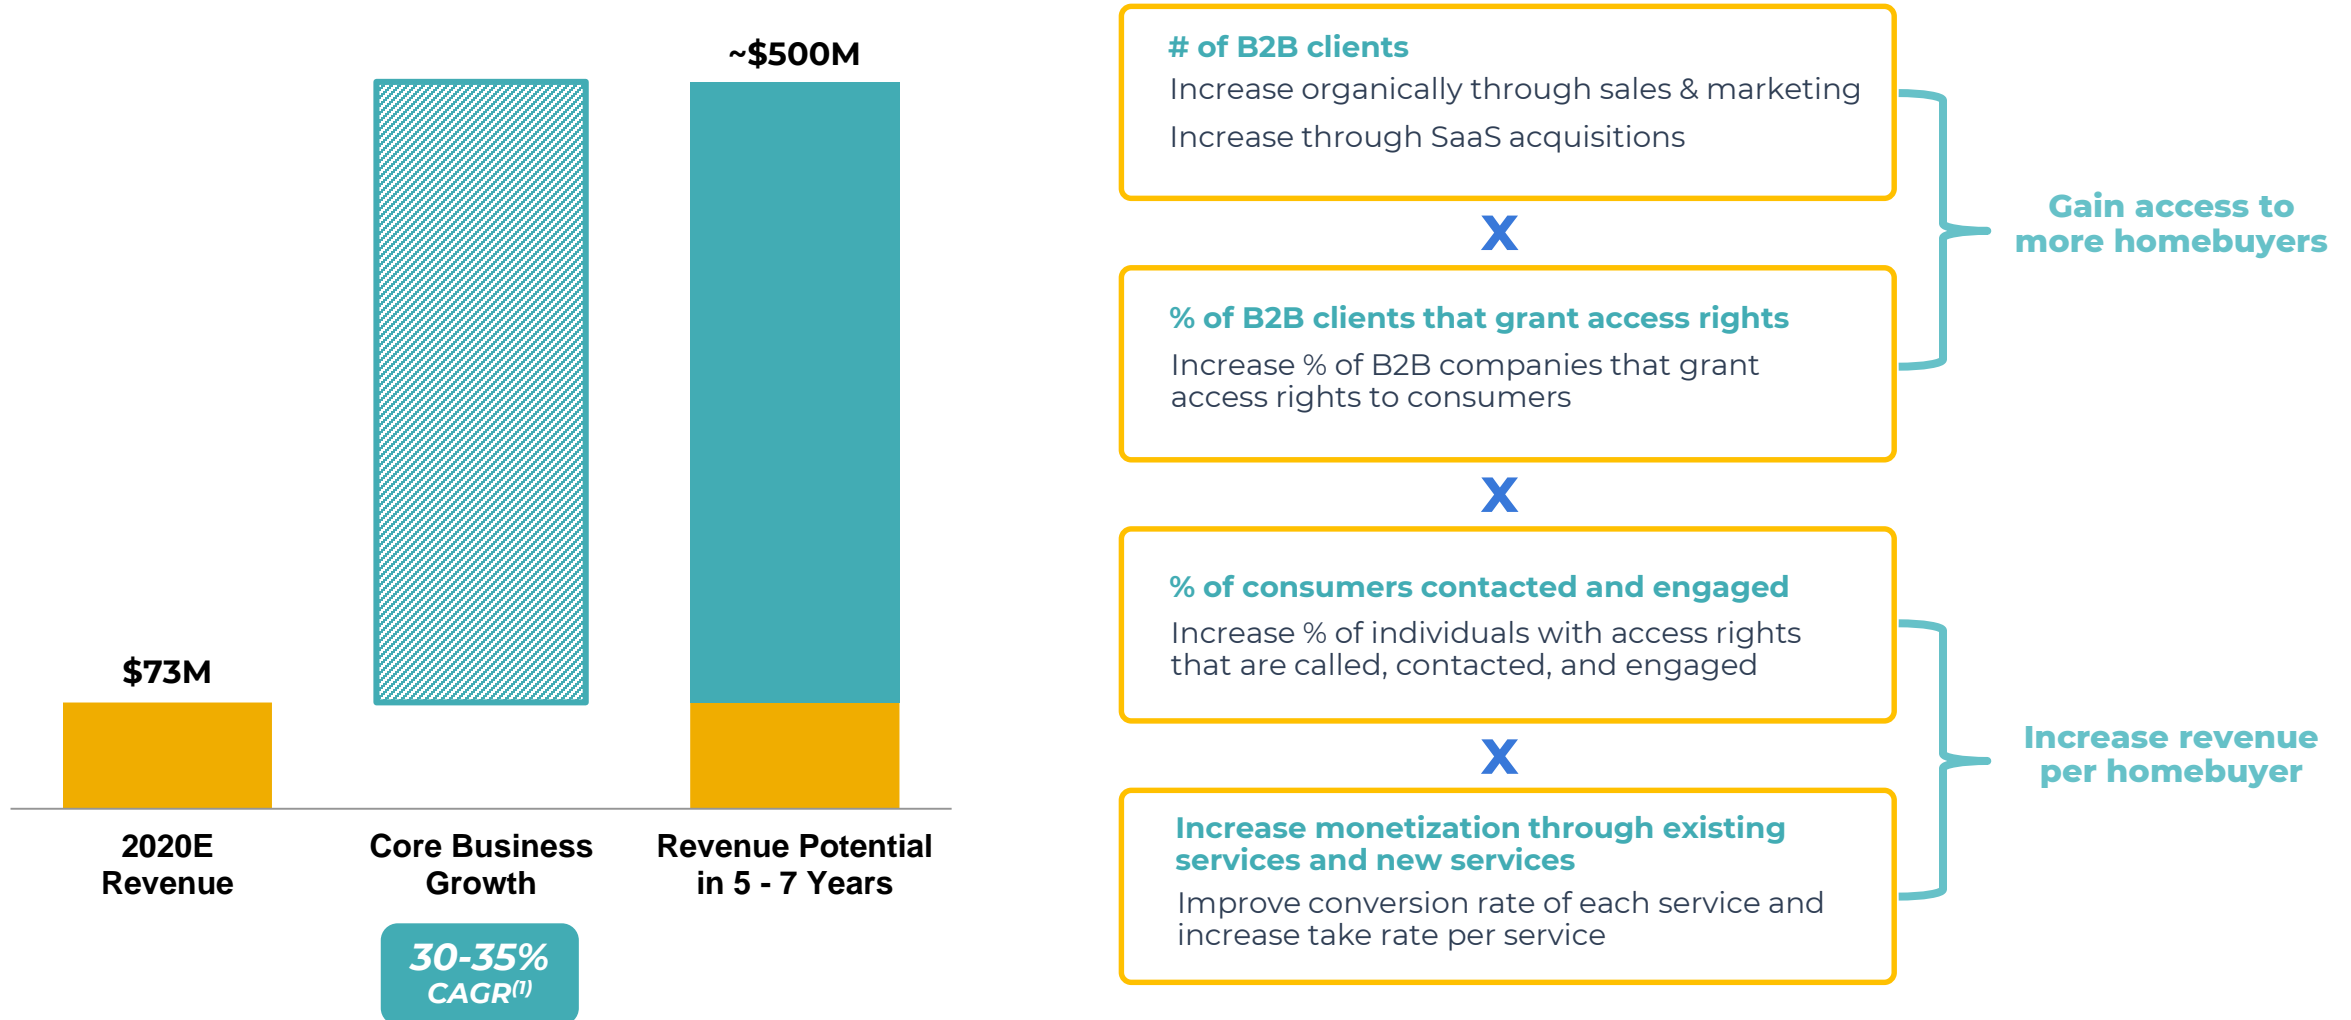 ~$500M
$73M
2020E
Revenue
Core Business
Growth
Revenue Potential
in 5 - 7 Years
30-35%
CAGR(1)
# of B2B clients
Increase organically through sales & marketing
Increase through SaaS acquisitions
X
% of B2B clients that grant access rights
Increase % of B2B companies that grant
access rights to consumers
X
% of consumers contacted and engaged
Increase % of individuals with access rights
that are called, contacted, and engaged
X
Increase monetization through existing
services and new services
Improve conversion rate of each service and
increase take rate per service
Gain access to
more homebuyers
Increase revenue
per homebuyer